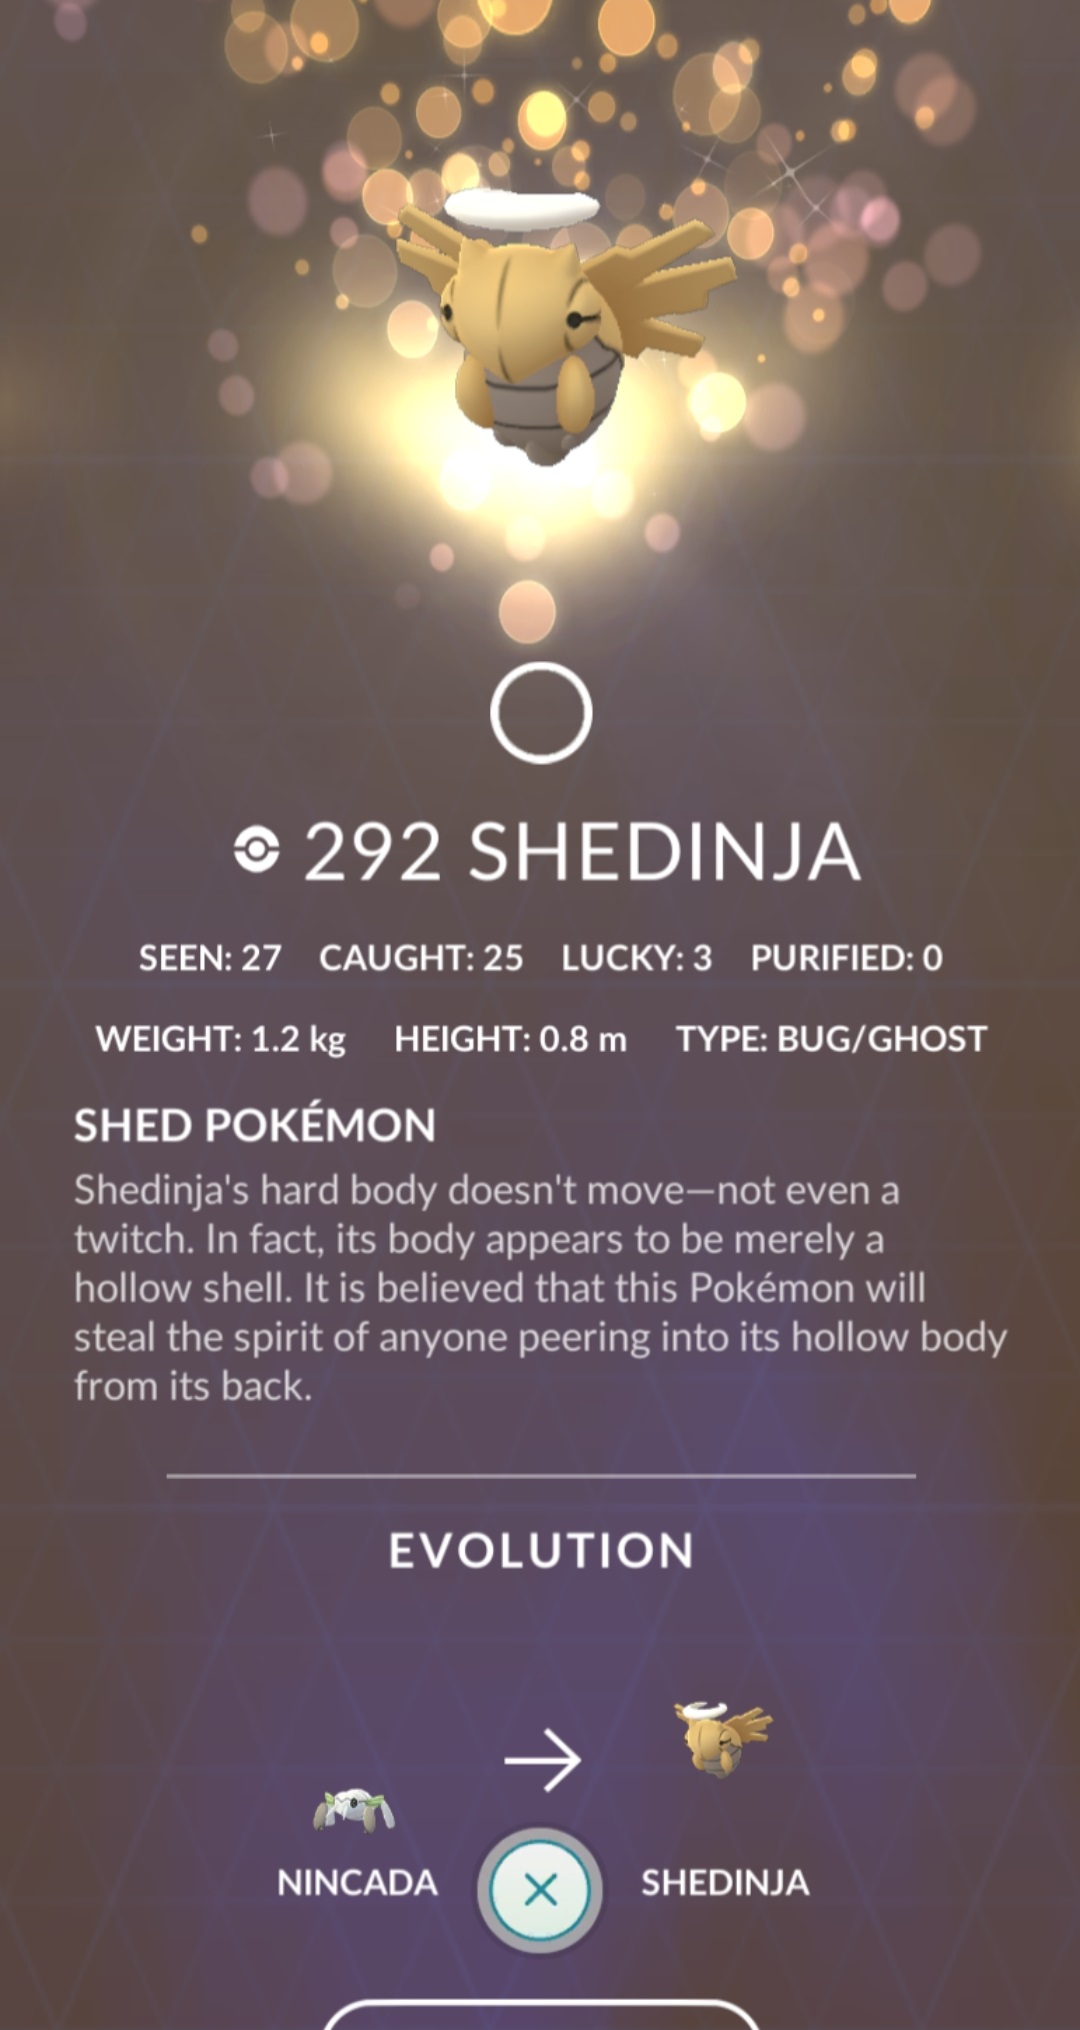 292 SHEDINJA
SEEN: 27 CAUGHT: 25 LUCKY: 3 PURIFIED: 0
WEIGHT: 1.2 kg HEIGHT: 0.8 m TYPE: BUG/GHOST
SHED POKÉMON
Shedinja's hard body doesn't move—not even a
twitch. In fact, its body appears to be merely a
hollow shell. It is believed that this Pokémon will
steal the spirit of anyone peering into its hollow body
from its back.
EVOLUTION
NINCADA SHEDINJA